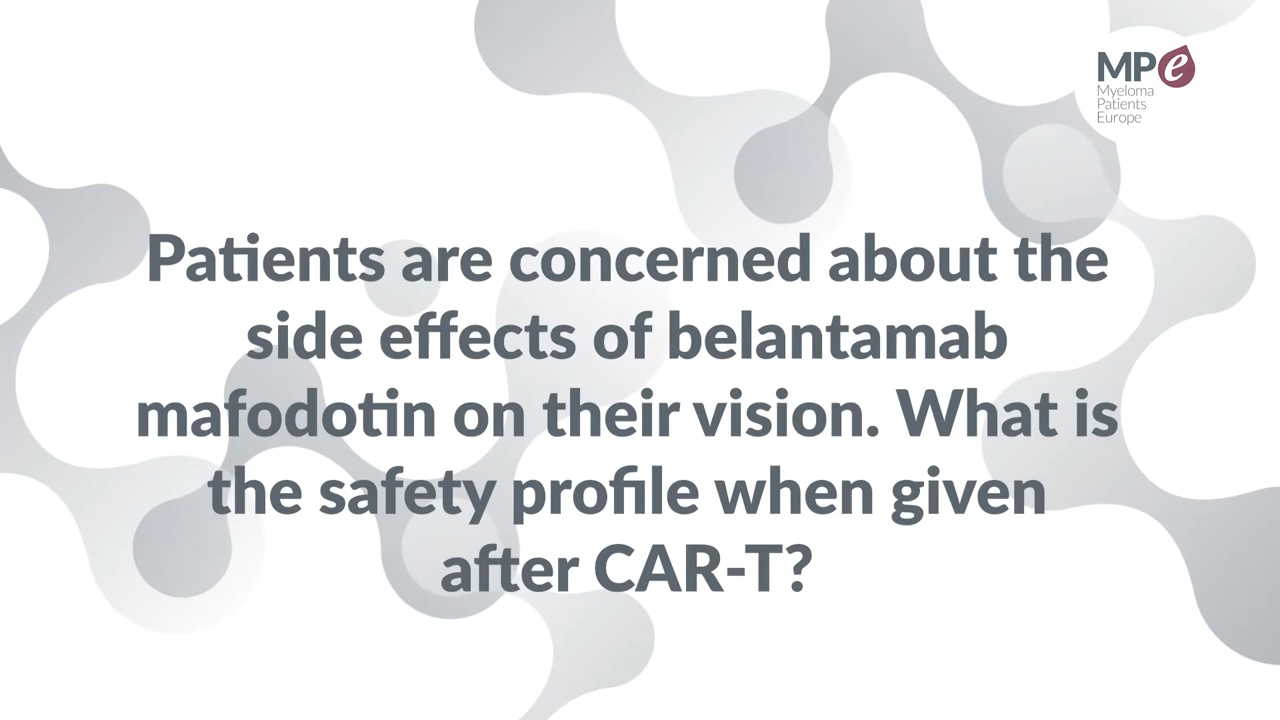 MPe
Myeloma
Patients
Europe
Patients are concerned about the
side effects of belantamab
mafodotin on their vision. What is
the safety profile when given
after CAR-T?